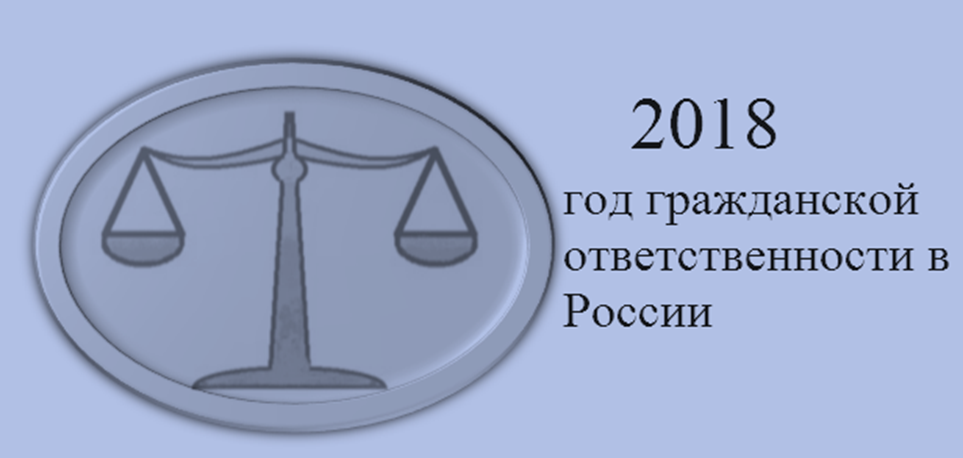 2018
год гражданской
ответственности в
России